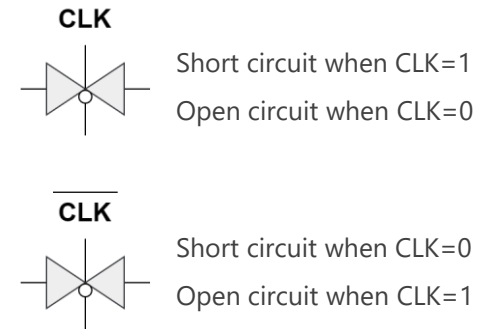 CLK
Short circuit when CLK=1
Open circuit when CLK=0
C̅L̅K̅
Short circuit when CLK=0
Open circuit when CLK=1